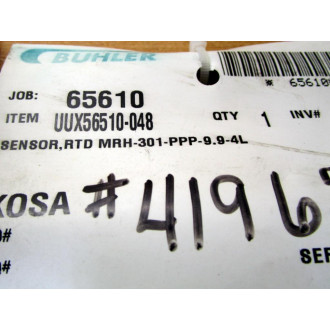 BUHLER
65610
JOB: 65610
ITEM UUX56510-048 QTY 1 INV#
SENSOR,RTD MRH-301-PPP-9.9-4L
KOSA #4196
SER